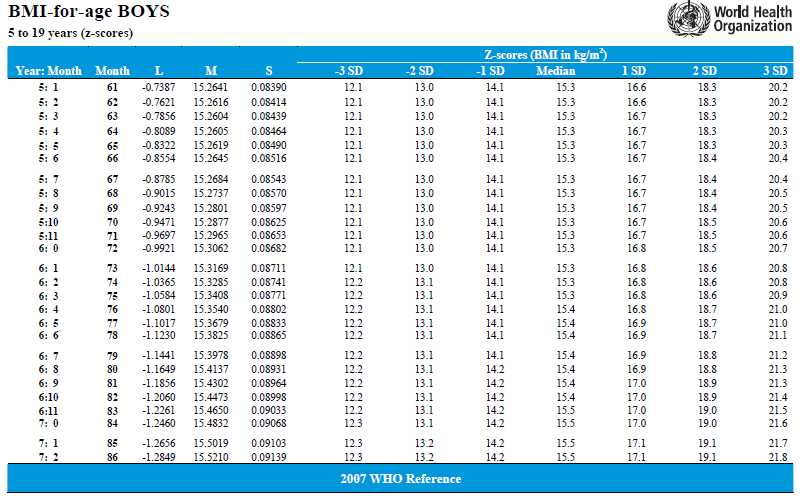 BMI-for-age BOYS
5 to 19 years (z-scores)
World Health
Organization
Z-scores (BMI in kg/m²)
Year: Month Month L M S -3 SD -2 SD -1 SD Median 1 SD 2 SD 3 SD
5: 1 61 -0.7387 15.2641 0.08390 12.1 13.0 14.1 15.3 16.6 18.3 20.2
5: 2 62 -0.7621 15.2616 0.08414 12.1 13.0 14.1 15.3 16.6 18.3 20.2
5: 3 63 -0.7856 15.2604 0.08439 12.1 13.0 14.1 15.3 16.7 18.3 20.2
5: 4 64 -0.8089 15.2605 0.08464 12.1 13.0 14.1 15.3 16.7 18.3 20.3
5: 5 65 -0.8322 15.2619 0.08490 12.1 13.0 14.1 15.3 16.7 18.3 20.3
5: 6 66 -0.8554 15.2645 0.08516 12.1 13.0 14.1 15.3 16.7 18.4 20.4
5: 7 67 -0.8785 15.2684 0.08543 12.1 13.0 14.1 15.3 16.7 18.4 20.4
5: 8 68 -0.9015 15.2737 0.08570 12.1 13.0 14.1 15.3 16.7 18.4 20.5
5: 9 69 -0.9243 15.2801 0.08597 12.1 13.0 14.1 15.3 16.7 18.4 20.5
5:10 70 -0.9471 15.2877 0.08625 12.1 13.0 14.1 15.3 16.7 18.5 20.6
5:11 71 -0.9697 15.2965 0.08653 12.1 13.0 14.1 15.3 16.7 18.5 20.6
6: 0 72 -0.9921 15.3062 0.08682 12.1 13.0 14.1 15.3 16.8 18.5 20.7
6: 1 73 -1.0144 15.3169 0.08711 12.1 13.0 14.1 15.3 16.8 18.6 20.8
6: 2 74 -1.0365 15.3285 0.08741 12.2 13.1 14.1 15.3 16.8 18.6 20.8
6: 3 75 -1.0584 15.3408 0.08771 12.2 13.1 14.1 15.3 16.8 18.6 20.9
6: 4 76 -1.0801 15.3540 0.08802 12.2 13.1 14.1 15.4 16.8 18.7 21.0
6: 5 77 -1.1017 15.3679 0.08833 12.2 13.1 14.1 15.4 16.9 18.7 21.0
6: 6 78 -1.1230 15.3825 0.08865 12.2 13.1 14.1 15.4 16.9 18.7 21.1
6: 7 79 -1.1441 15.3978 0.08898 12.2 13.1 14.1 15.4 16.9 18.8 21.2
6: 8 80 -1.1649 15.4137 0.08931 12.2 13.1 14.2 15.4 16.9 18.8 21.3
6: 9 81 -1.1856 15.4302 0.08964 12.2 13.1 14.2 15.4 17.0 18.9 21.3
6:10 82 -1.2060 15.4473 0.08998 12.2 13.1 14.2 15.4 17.0 18.9 21.4
6:11 83 -1.2261 15.4650 0.09033 12.2 13.1 14.2 15.5 17.0 19.0 21.5
7: 0 84 -1.2460 15.4832 0.09068 12.3 13.1 14.2 15.5 17.0 19.0 21.6
7: 1 85 -1.2656 15.5019 0.09103 12.3 13.2 14.2 15.5 17.1 19.1 21.7
7: 2 86 -1.2849 15.5210 0.09139 12.3 13.2 14.2 15.5 17.1 19.1 21.8
2007 WHO Reference